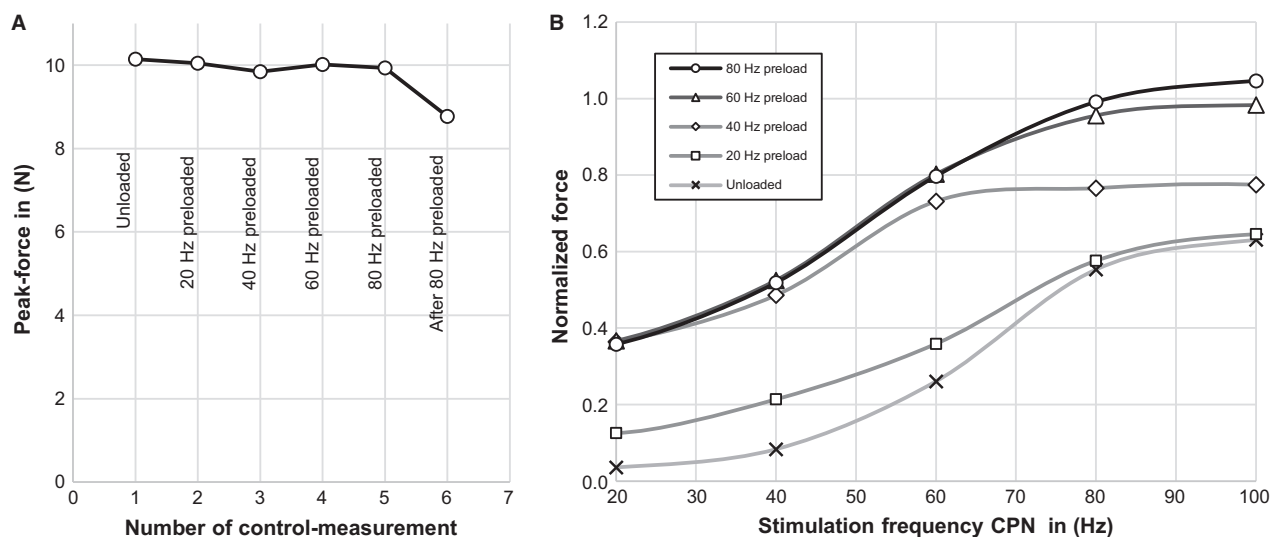 A
10
8
6
4
2
0
Peak-force in (N)
Unloaded
20 Hz preloaded
40 Hz preloaded
60 Hz preloaded
80 Hz preloaded
After 80 Hz preloaded
0 1 2 3 4 5 6 7
Number of control-measurement
B
1.2
1.0
0.8
0.6
0.4
0.2
0.0
Normalized force
80 Hz preload
60 Hz preload
40 Hz preload
20 Hz preload
Unloaded
20 30 40 50 60 70 80 90 100
Stimulation frequency CPN in (Hz)